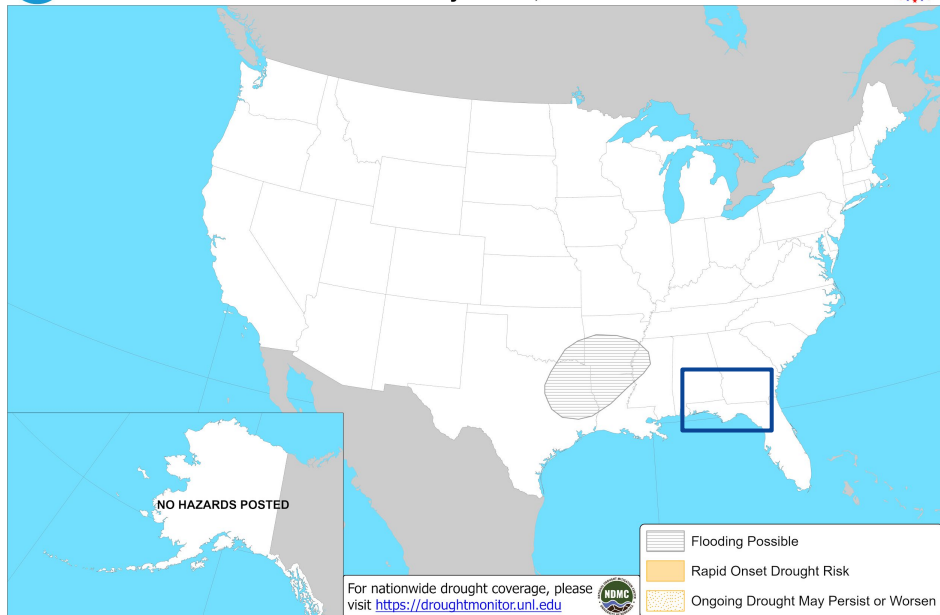 NO HAZARDS POSTED
Flooding Possible
Rapid Onset Drought Risk
Ongoing Drought May Persist or Worsen
For nationwide drought coverage, please
visit https://droughtmonitor.unl.edu
NDMC